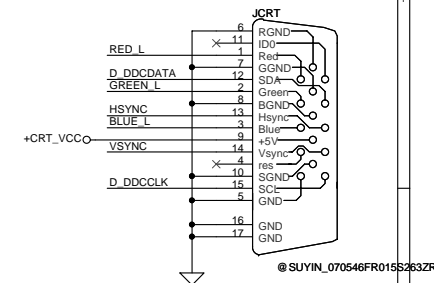 JCRT
6 RGND
11 ID0
RED_L 1 Red
7 GGND
D_DDCDATA 12 SDA
GREEN_L 2 Green
8 BGND
HSYNC 13 Hsync
BLUE_L 3 Blue
+CRT_VCC 9 +5V
VSYNC 14 Vsync
4 res
10 SGND
D_DDCCLK 15 SCL
5 GND
16 GND
17 GND
@SUYIN_070546FR015S263ZR